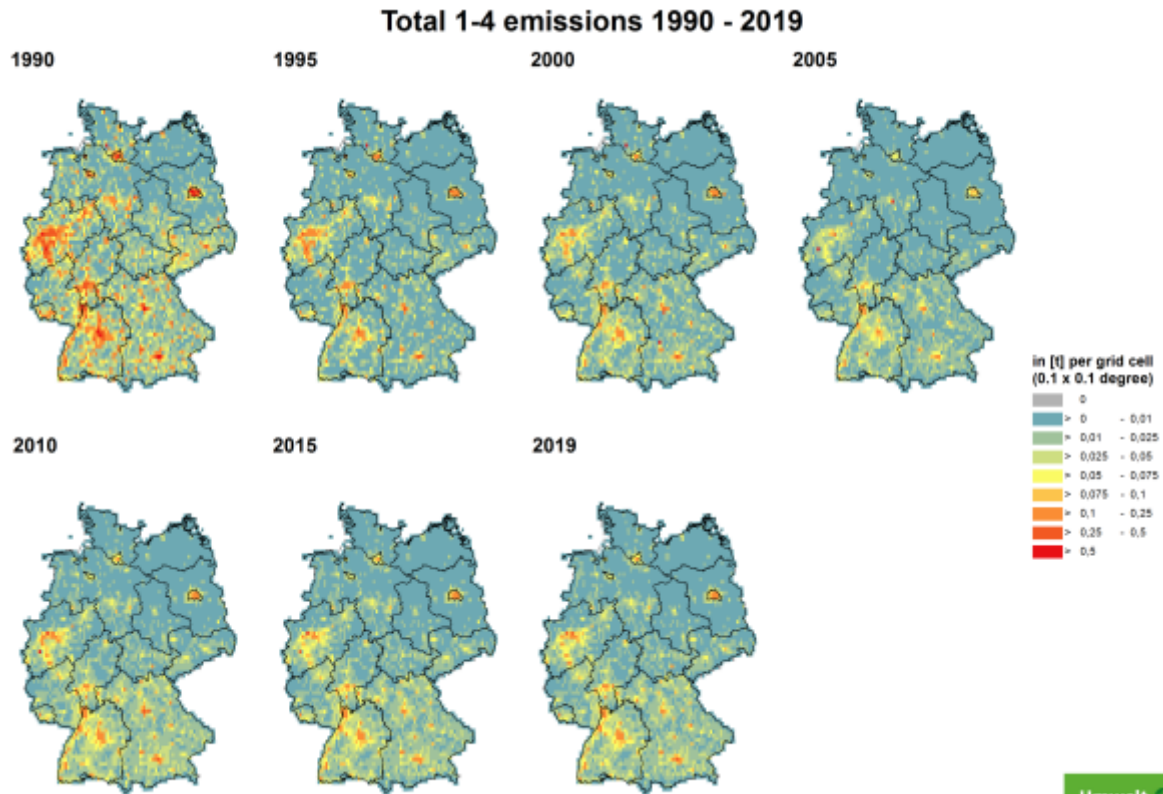 Total 1-4 emissions 1990 - 2019
1990
1995
2000
2005
in [t] per grid cell
(0.1 x 0.1 degree)
0
> 0 - 0,01
> 0,01 - 0,025
> 0,025 - 0,05
> 0,05 - 0,075
> 0,075 - 0,1
> 0,1 - 0,25
> 0,25 - 0,5
> 0,5
2010
2015
2019